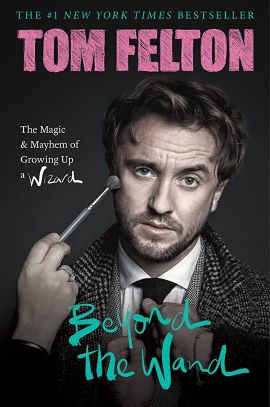 THE #1 NEW YORK TIMES BESTSELLER
TOM FELTON
The Magic
& Mayhem of
Growing Up
a Wizard
Beyond
the Wand